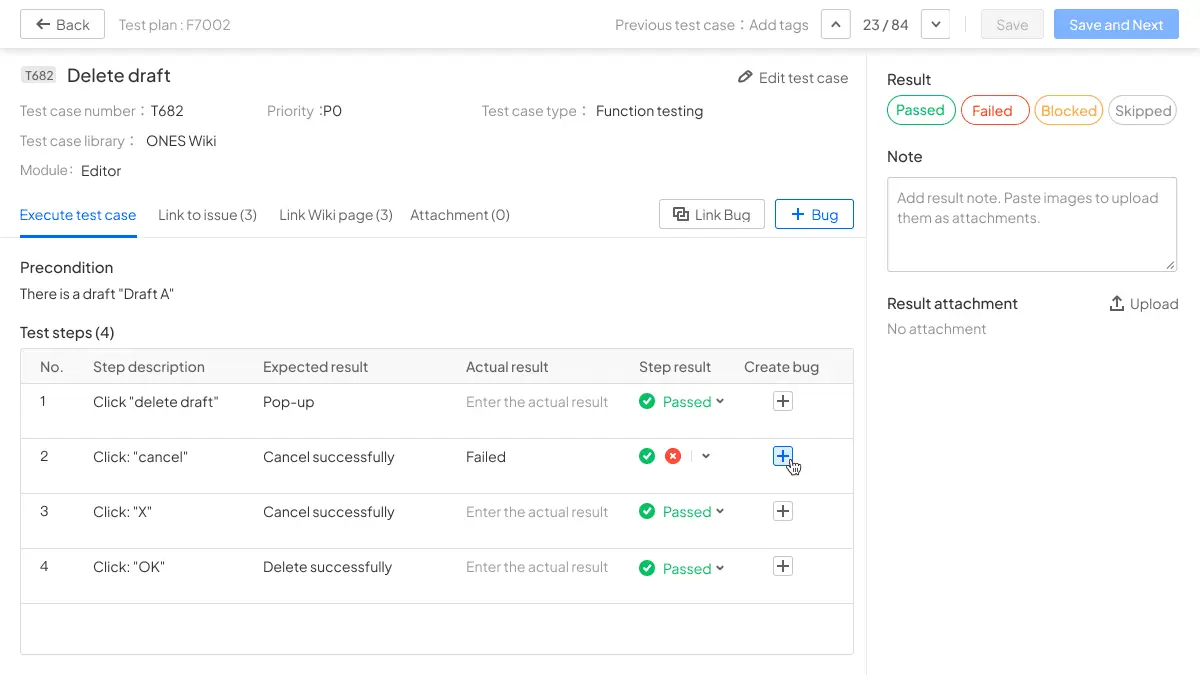 Back Test plan : F7002 Previous test case：Add tags 23 / 84 Save Save and Next
T682 Delete draft Edit test case
Test case number： T682 Priority ：P0 Test case type： Function testing
Test case library： ONES Wiki
Module： Editor
Execute test case Link to issue (3) Link Wiki page (3) Attachment (0) Link Bug + Bug
Precondition
There is a draft "Draft A"
Test steps (4)
No. Step description Expected result Actual result Step result Create bug
1 Click "delete draft" Pop-up Enter the actual result Passed
2 Click: "cancel" Cancel successfully Failed
3 Click: "X" Cancel successfully Enter the actual result Passed
4 Click: "OK" Delete successfully Enter the actual result Passed
Result
Passed Failed Blocked Skipped
Note
Add result note. Paste images to upload
them as attachments.
Result attachment Upload
No attachment